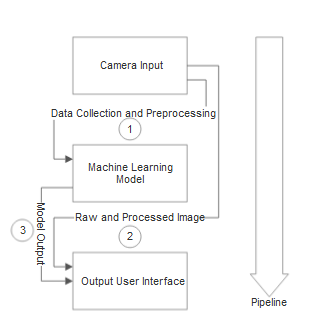 Camera Input
Data Collection and Preprocessing
1
Machine Learning
Model
3
Model Output
Raw and Processed Image
2
Output User Interface
Pipeline